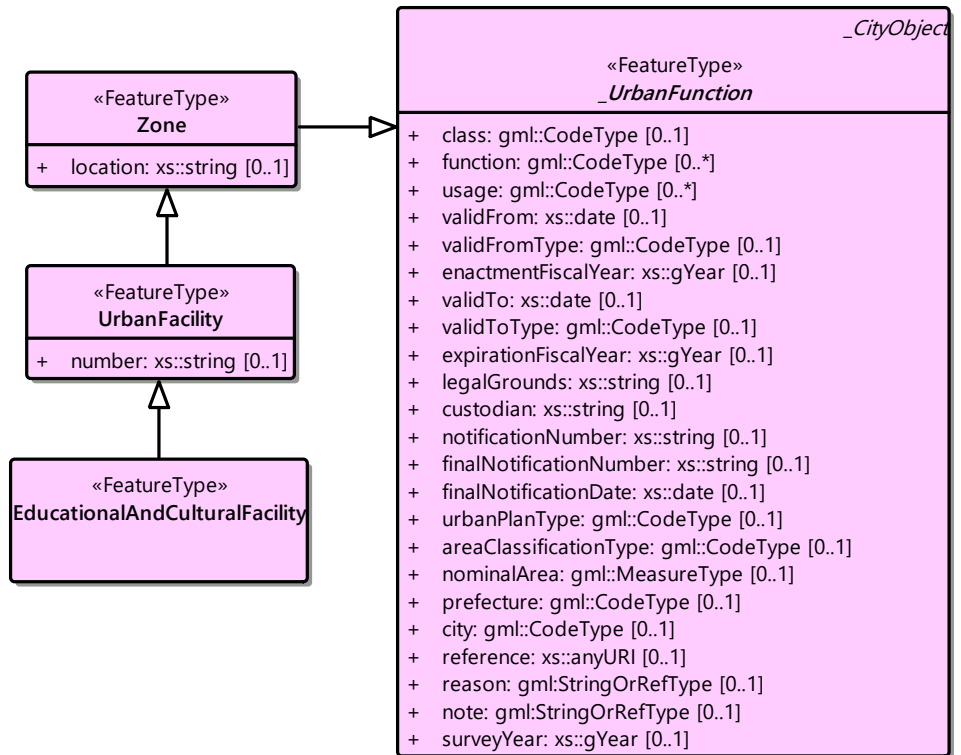 «FeatureType»
Zone
+ location: xs::string [0..1]
«FeatureType»
UrbanFacility
+ number: xs::string [0..1]
«FeatureType»
EducationalAndCulturalFacility
_CityObject
«FeatureType»
_UrbanFunction
+ class: gml::CodeType [0..1]
+ function: gml::CodeType [0..*]
+ usage: gml::CodeType [0..*]
+ validFrom: xs::date [0..1]
+ validFromType: gml::CodeType [0..1]
+ enactmentFiscalYear: xs::gYear [0..1]
+ validTo: xs::date [0..1]
+ validToType: gml::CodeType [0..1]
+ expirationFiscalYear: xs::gYear [0..1]
+ legalGrounds: xs::string [0..1]
+ custodian: xs::string [0..1]
+ notificationNumber: xs::string [0..1]
+ finalNotificationNumber: xs::string [0..1]
+ finalNotificationDate: xs::date [0..1]
+ urbanPlanType: gml::CodeType [0..1]
+ areaClassificationType: gml::CodeType [0..1]
+ nominalArea: gml::MeasureType [0..1]
+ prefecture: gml::CodeType [0..1]
+ city: gml::CodeType [0..1]
+ reference: xs::anyURI [0..1]
+ reason: gml:StringOrRefType [0..1]
+ note: gml:StringOrRefType [0..1]
+ surveyYear: xs::gYear [0..1]